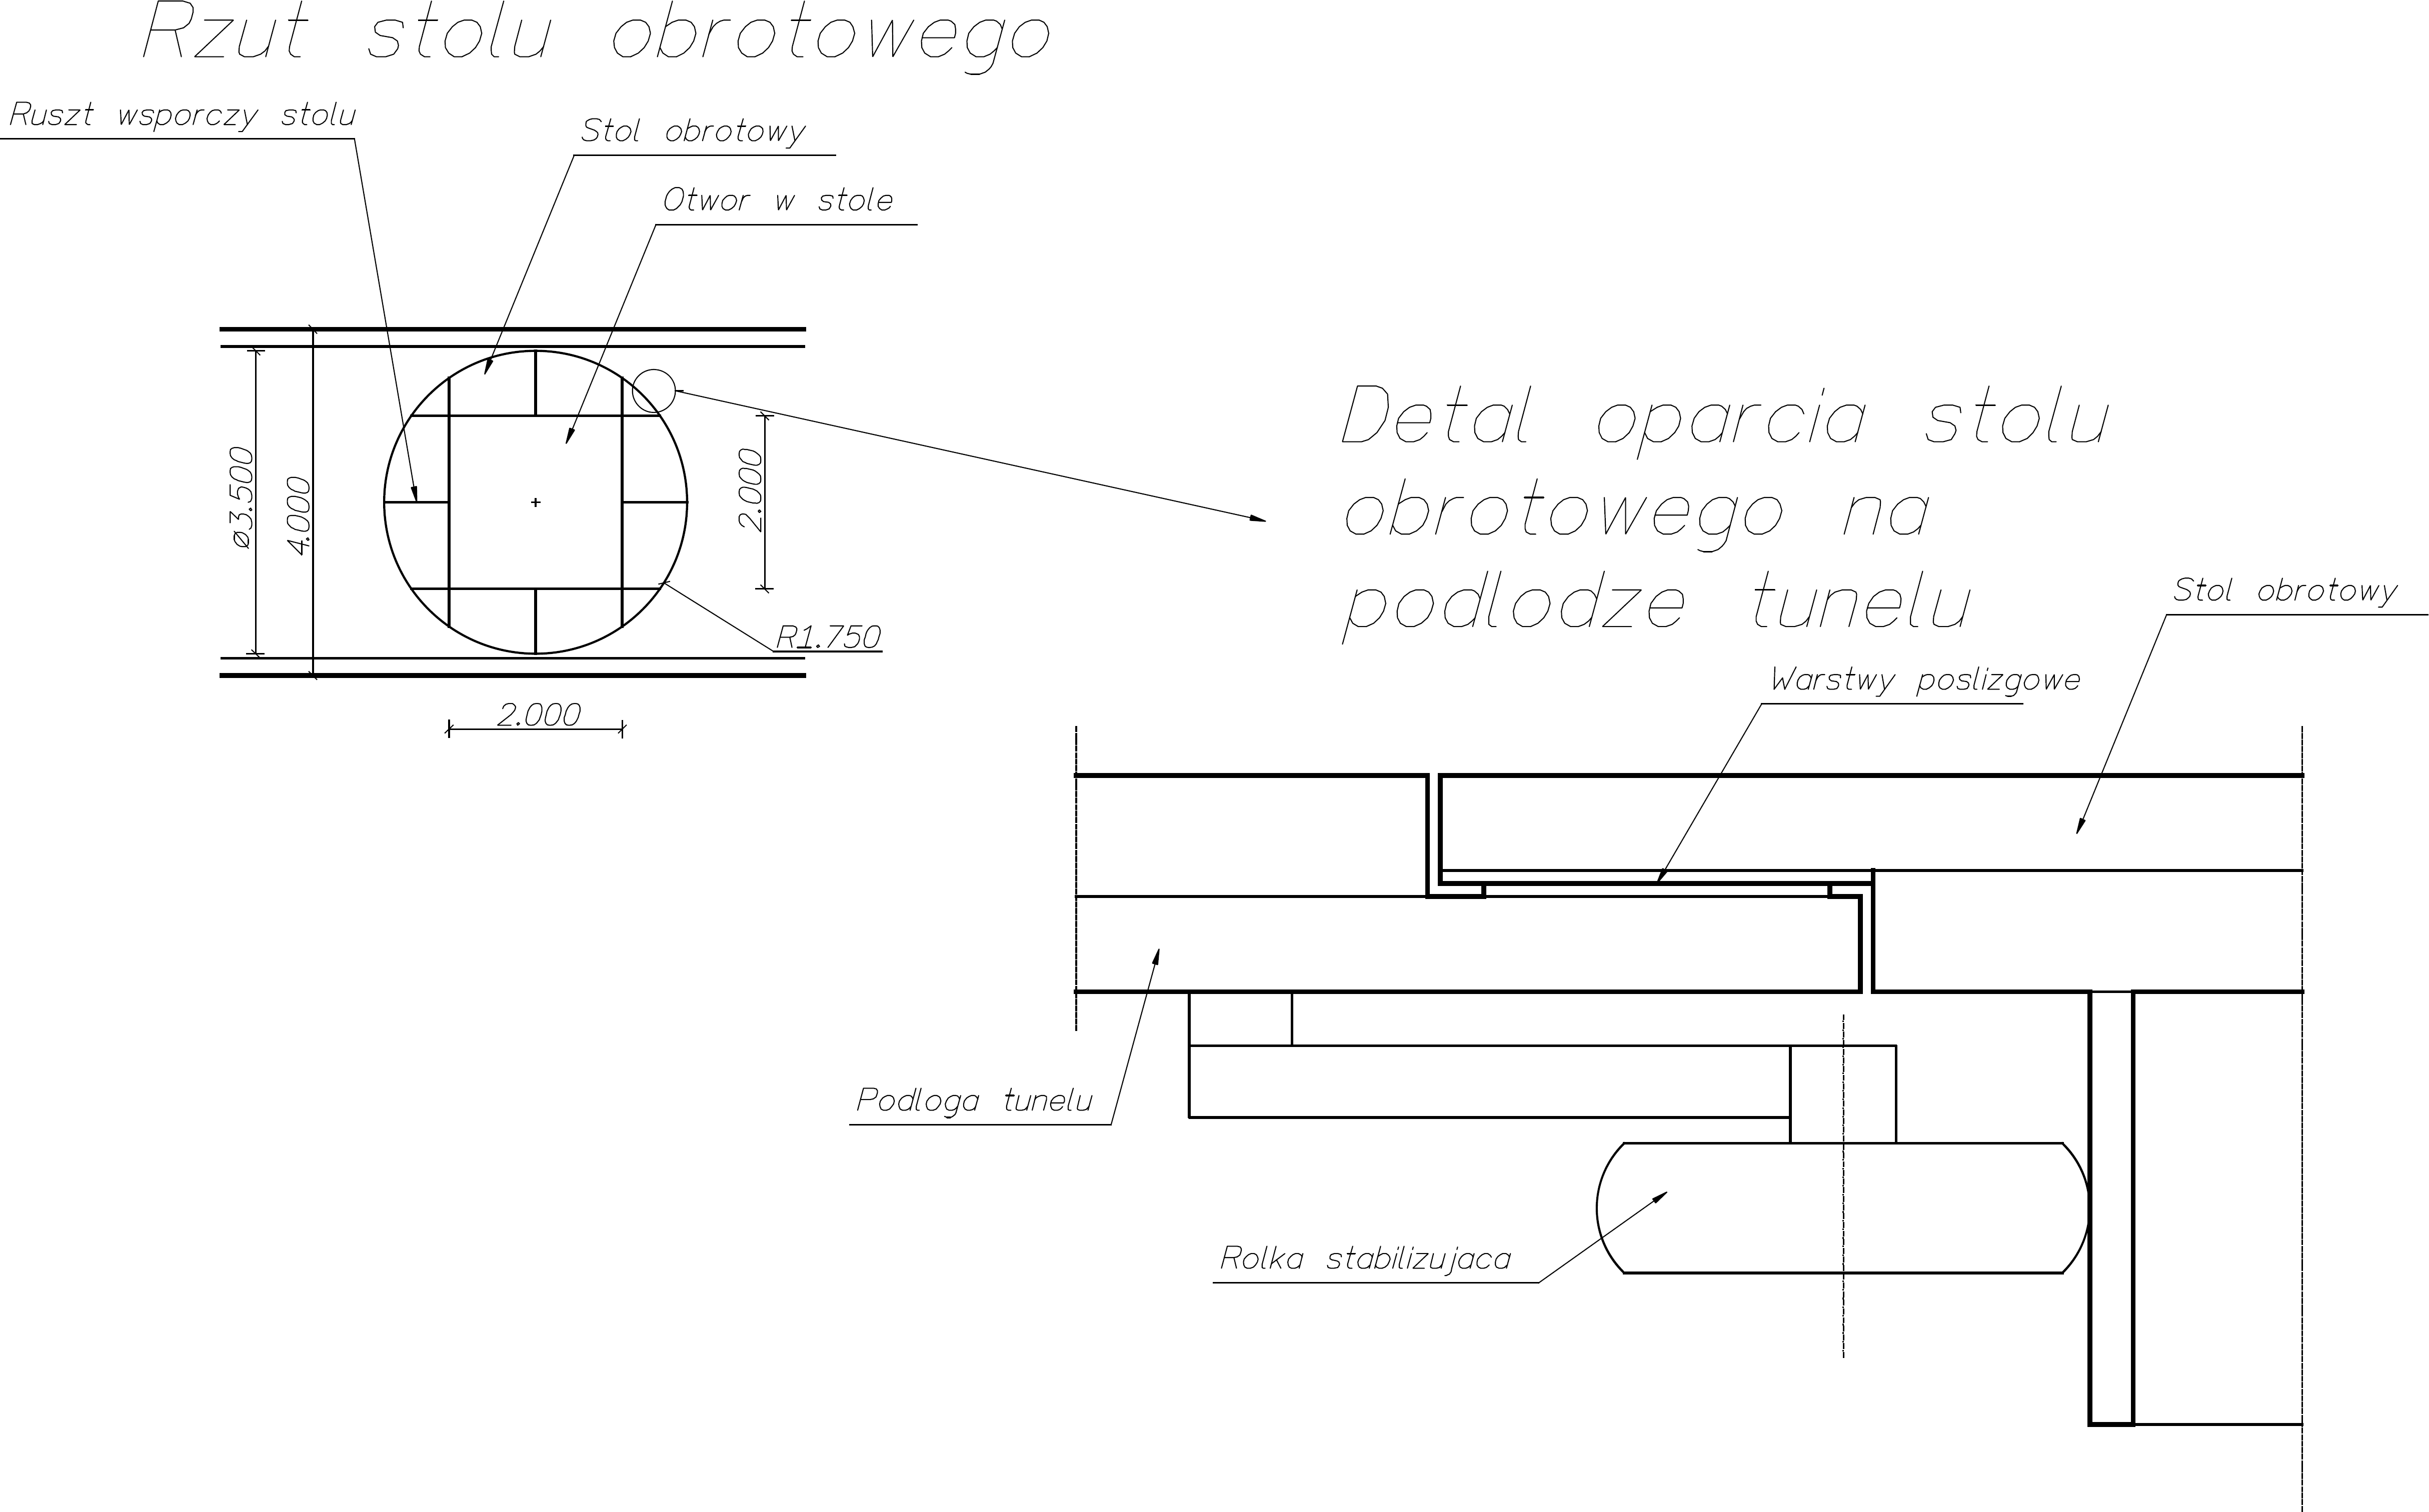 Rzut stolu obrotowego
Ruszt wsporczy stolu
Stol obrotowy
Otwor w stole
ø3.500
4.000
2.000
R1.750
2.000
Detal oparcia stolu
obrotowego na
podlodze tunelu
Stol obrotowy
Warstwy poslizgowe
Podloga tunelu
Rolka stabilizujaca